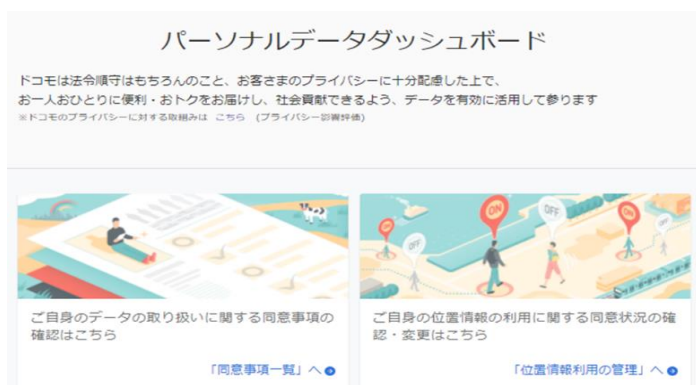 パーソナルデータダッシュボード
ドコモは法令順守はもちろんのこと、お客さまのプライバシーに十分配慮した上で、
お一人おひとりに便利・おトクをお届けし、社会貢献できるよう、データを有効に活用して参ります
※ドコモのプライバシーに対する取組みは こちら (プライバシー影響評価)
ON
OFF
ON
OFF
ご自身のデータの取り扱いに関する同意事項の
確認はこちら
「同意事項一覧」へ
ご自身の位置情報の利用に関する同意状況の確
認・変更はこちら
「位置情報利用の管理」へ